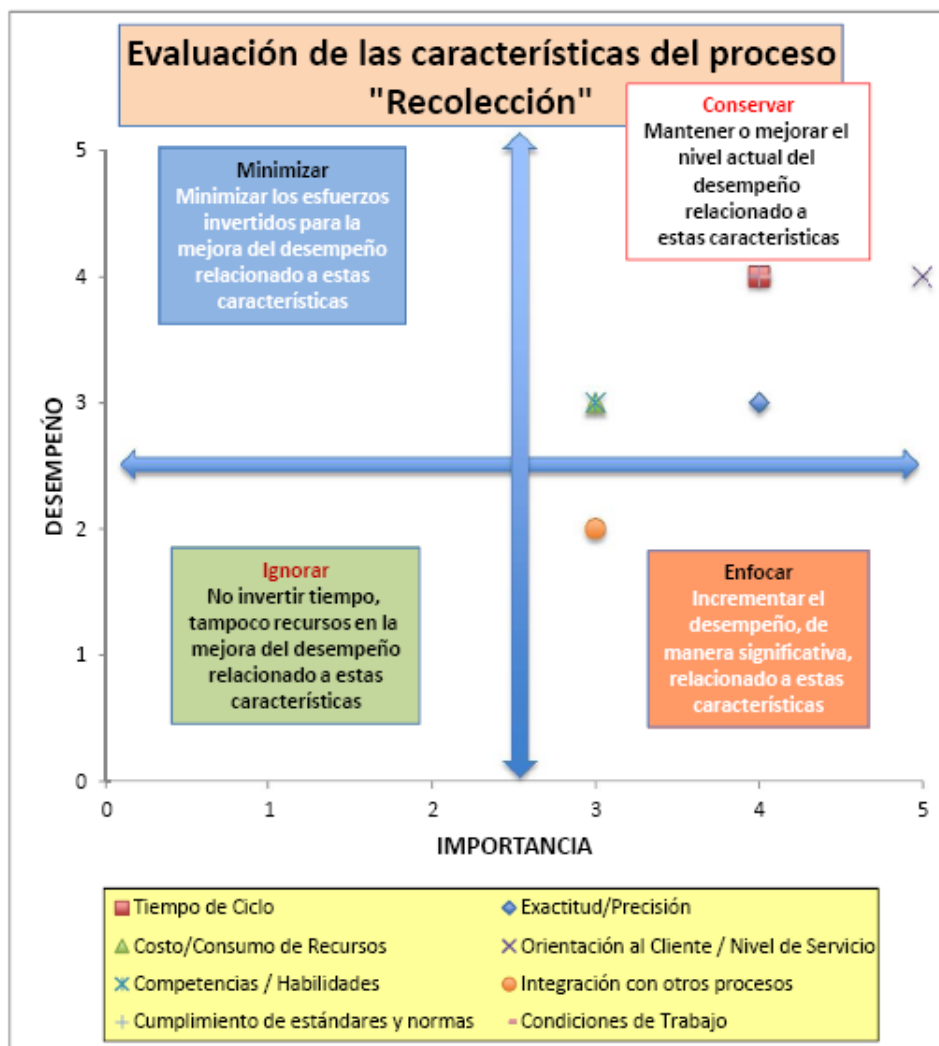 Evaluación de las características del proceso
"Recolección"
Conservar
Mantener o mejorar el
nivel actual del
desempeño
relacionado a
estas caracteristicas
Minimizar
Minimizar los esfuerzos
invertidos para la
mejora del desempeño
relacionado a estas
características
5
4
3
2
1
0
DESEMPEÑO
Ignorar
No invertir tiempo,
tampoco recursos en la
mejora del desempeño
relacionado a estas
características
Enfocar
Incrementar el
desempeño, de
manera significativa,
relacionado a estas
características
0 1 2 3 4 5
IMPORTANCIA
Tiempo de Ciclo
Exactitud/Precisión
Costo/Consumo de Recursos
Orientación al Cliente / Nivel de Servicio
Competencias / Habilidades
Integración con otros procesos
Cumplimiento de estándares y normas
Condiciones de Trabajo